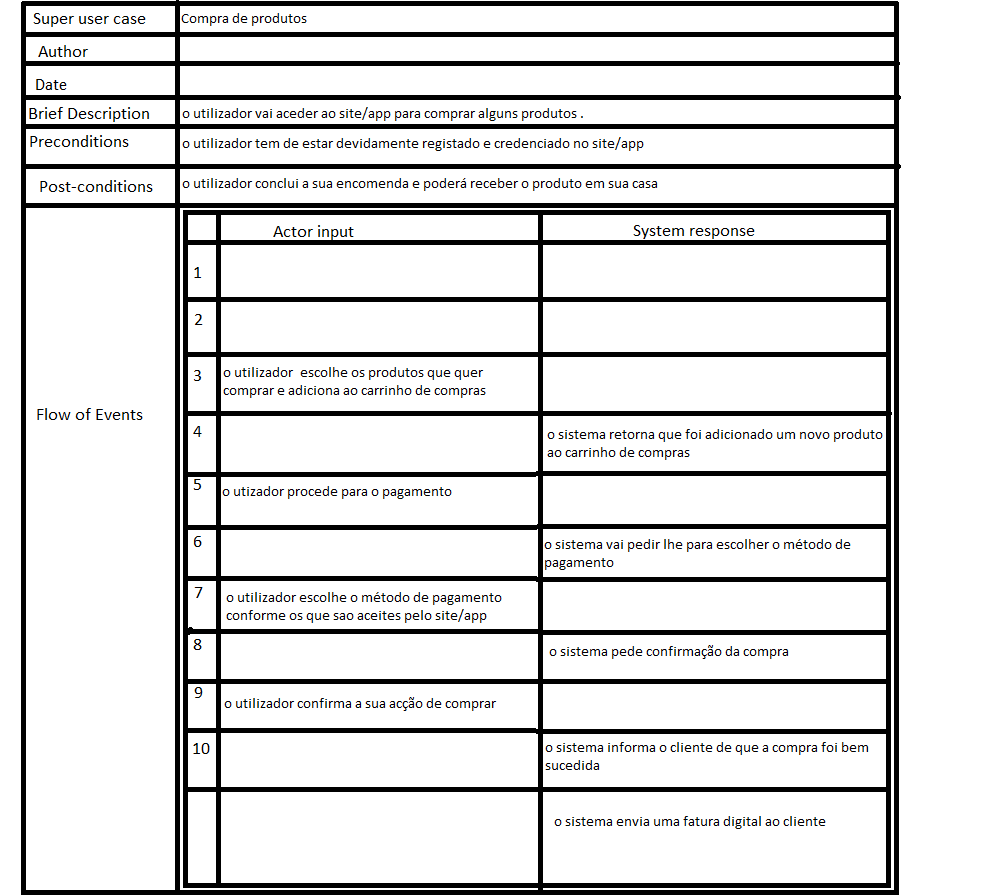 Super user case
Compra de produtos
Author
Date
Brief Description
o utilizador vai aceder ao site/app para comprar alguns produtos .
Preconditions
o utilizador tem de estar devidamente registado e credenciado no site/app
Post-conditions
o utilizador conclui a sua encomenda e poderá receber o produto em sua casa
Flow of Events
Actor input
System response
1
2
3
o utilizador  escolhe os produtos que quer
comprar e adiciona ao carrinho de compras
4
o sistema retorna que foi adicionado um novo produto
ao carrinho de compras
5
o utizador procede para o pagamento
6
o sistema vai pedir lhe para escolher o método de
pagamento
7
o utilizador escolhe o método de pagamento
conforme os que sao aceites pelo site/app
8
o sistema pede confirmação da compra
9
o utilizador confirma a sua acção de comprar
10
o sistema informa o cliente de que a compra foi bem
sucedida
o sistema envia uma fatura digital ao cliente